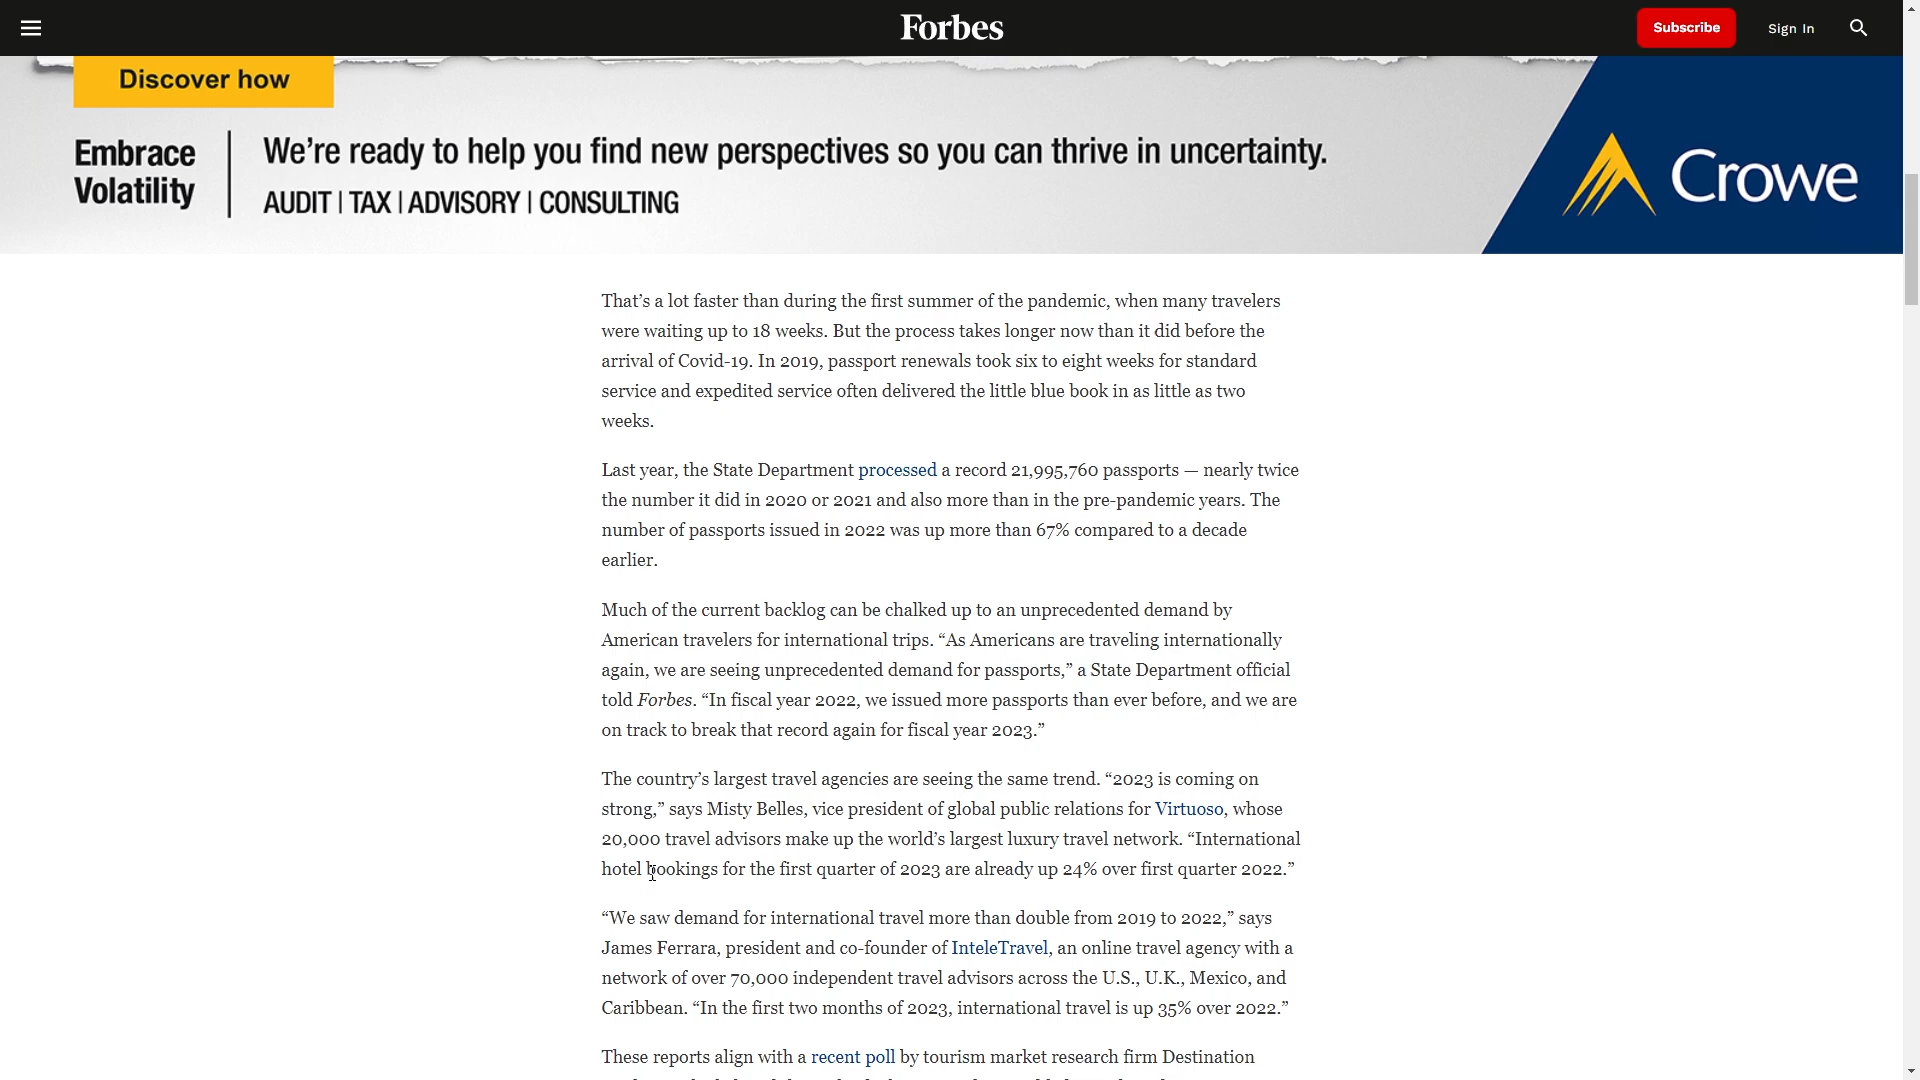 Forbes
Subscribe
Sign In
Discover how
Embrace
Volatility
We’re ready to help you find new perspectives so you can thrive in uncertainty.
AUDIT | TAX | ADVISORY | CONSULTING
Crowe
That’s a lot faster than during the first summer of the pandemic, when many travelers
were waiting up to 18 weeks. But the process takes longer now than it did before the
arrival of Covid-19. In 2019, passport renewals took six to eight weeks for standard
service and expedited service often delivered the little blue book in as little as two
weeks.
Last year, the State Department processed a record 21,995,760 passports — nearly twice
the number it did in 2020 or 2021 and also more than in the pre-pandemic years. The
number of passports issued in 2022 was up more than 67% compared to a decade
earlier.
Much of the current backlog can be chalked up to an unprecedented demand by
American travelers for international trips. “As Americans are traveling internationally
again, we are seeing unprecedented demand for passports,” a State Department official
told Forbes. “In fiscal year 2022, we issued more passports than ever before, and we are
on track to break that record again for fiscal year 2023.”
The country’s largest travel agencies are seeing the same trend. “2023 is coming on
strong,” says Misty Belles, vice president of global public relations for Virtuoso, whose
20,000 travel advisors make up the world’s largest luxury travel network. “International
hotel bookings for the first quarter of 2023 are already up 24% over first quarter 2022.”
“We saw demand for international travel more than double from 2019 to 2022,” says
James Ferrara, president and co-founder of InteleTravel, an online travel agency with a
network of over 70,000 independent travel advisors across the U.S., U.K., Mexico, and
Caribbean. “In the first two months of 2023, international travel is up 35% over 2022.”
These reports align with a recent poll by tourism market research firm Destination